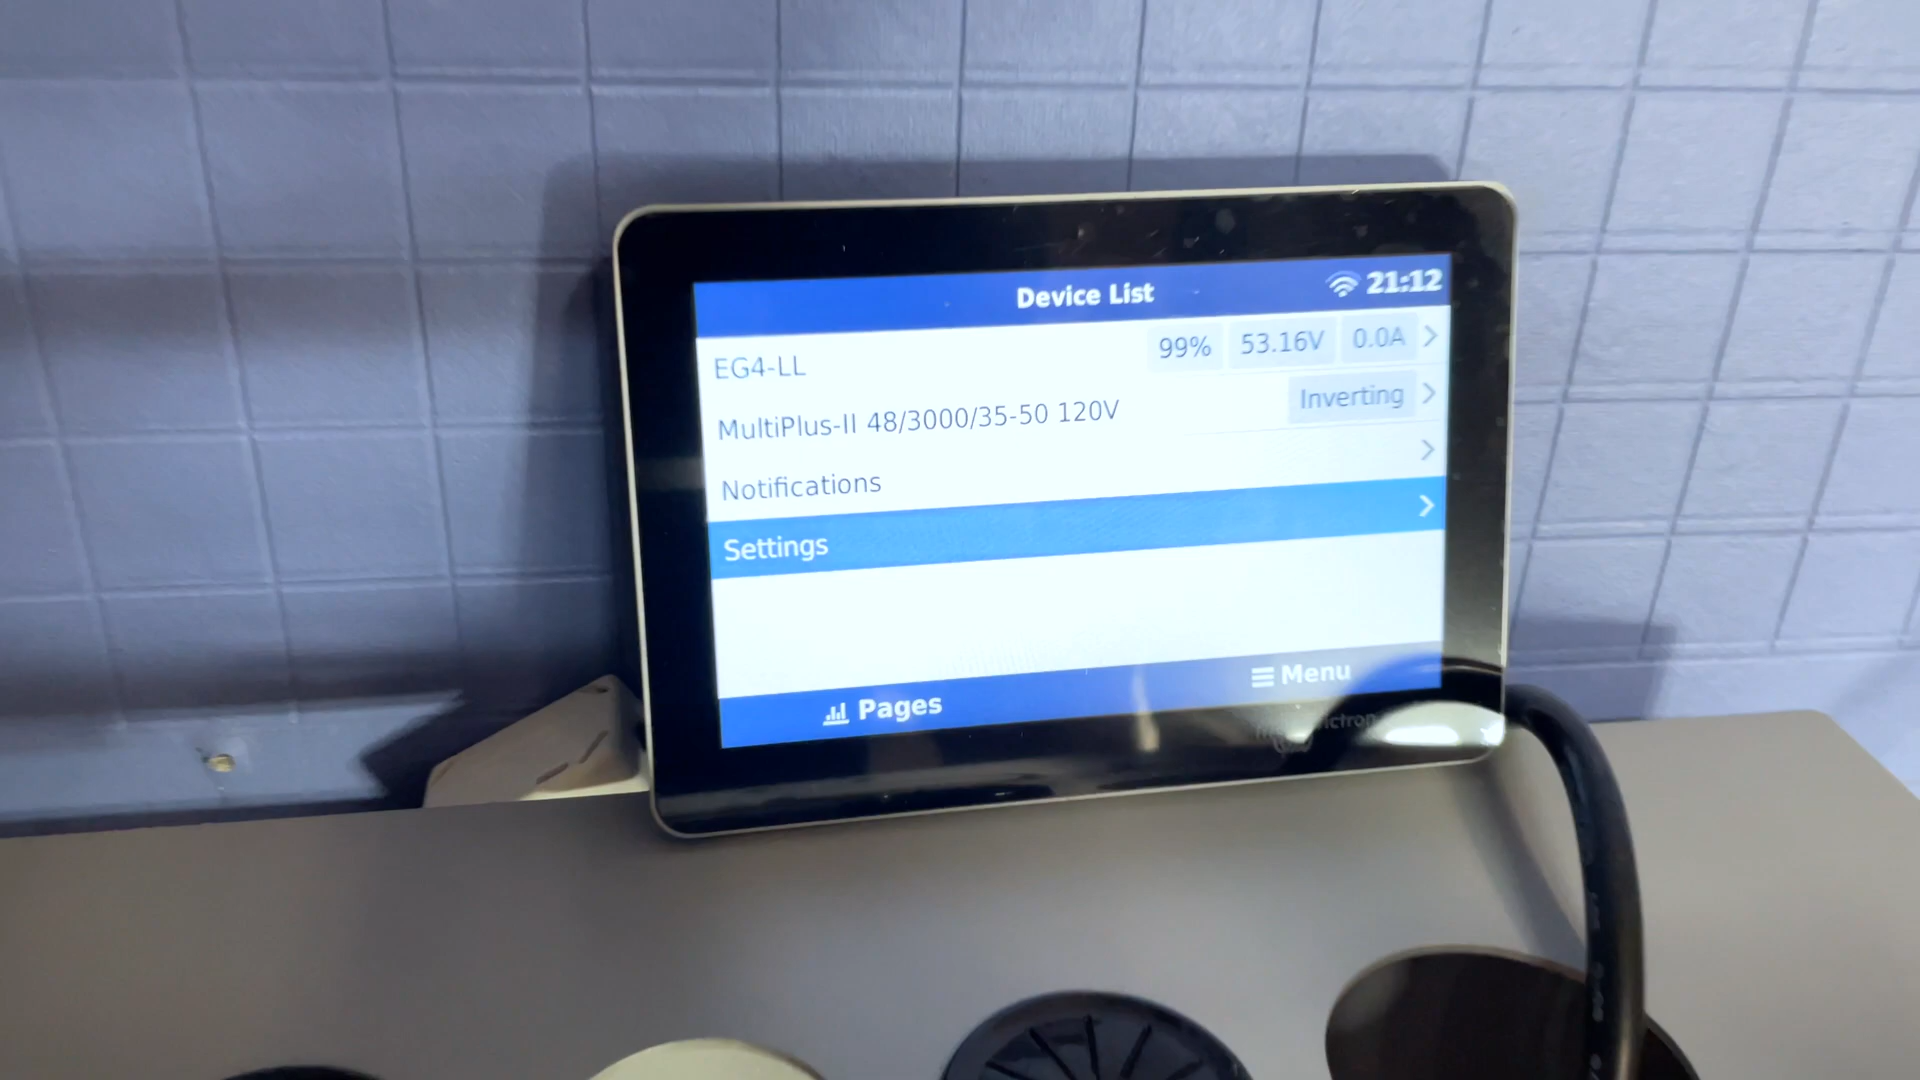 Device List 21:12
EG4-LL 99% 53.16V 0.0A
MultiPlus-II 48/3000/35-50 120V Inverting
Notifications
Settings
Pages Menu